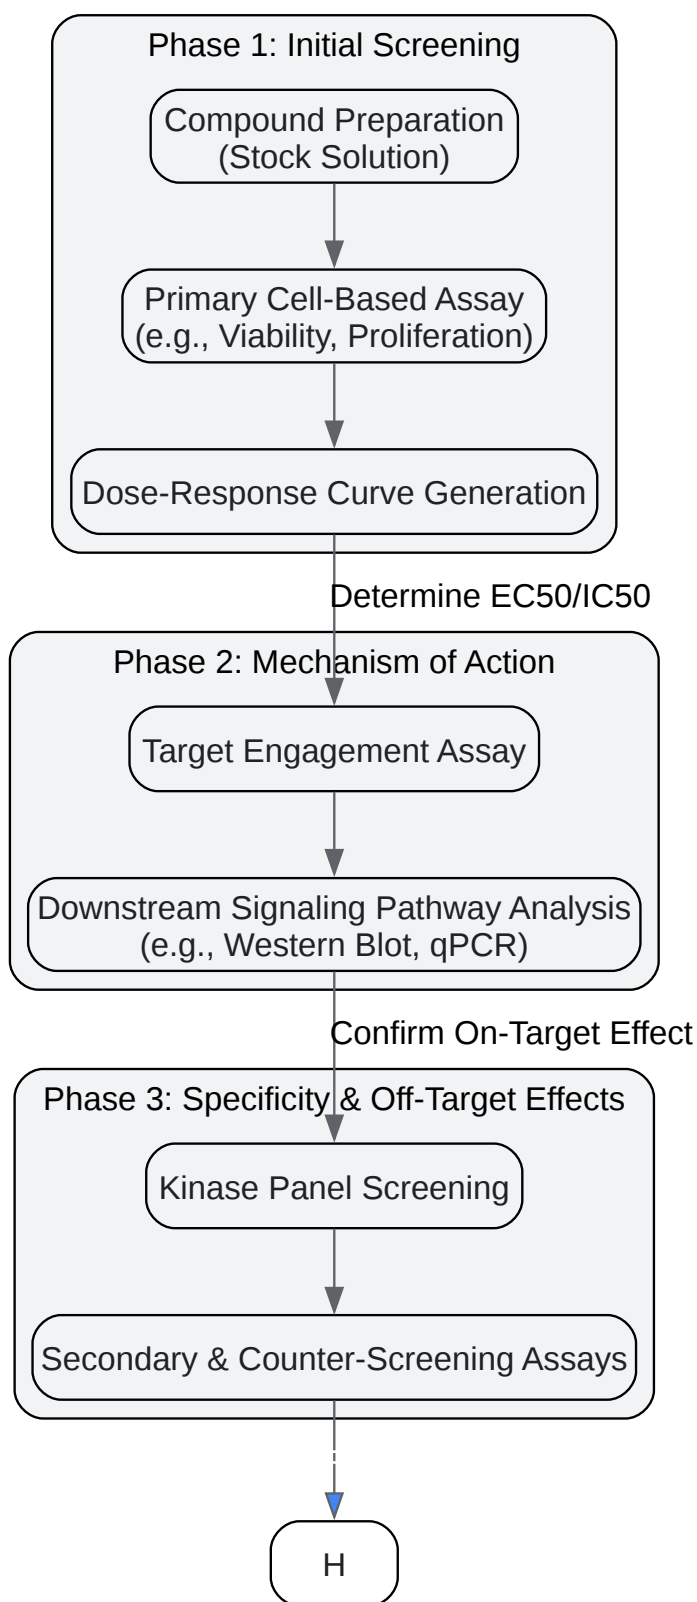 Phase 1: Initial Screening
Compound Preparation
(Stock Solution)
Primary Cell-Based Assay
(e.g., Viability, Proliferation)
Dose-Response Curve Generation
Determine EC50/IC50
Phase 2: Mechanism of Action
Target Engagement Assay
Downstream Signaling Pathway Analysis
(e.g., Western Blot, qPCR)
Confirm On-Target Effect
Phase 3: Specificity & Off-Target Effects
Kinase Panel Screening
Secondary & Counter-Screening Assays
H